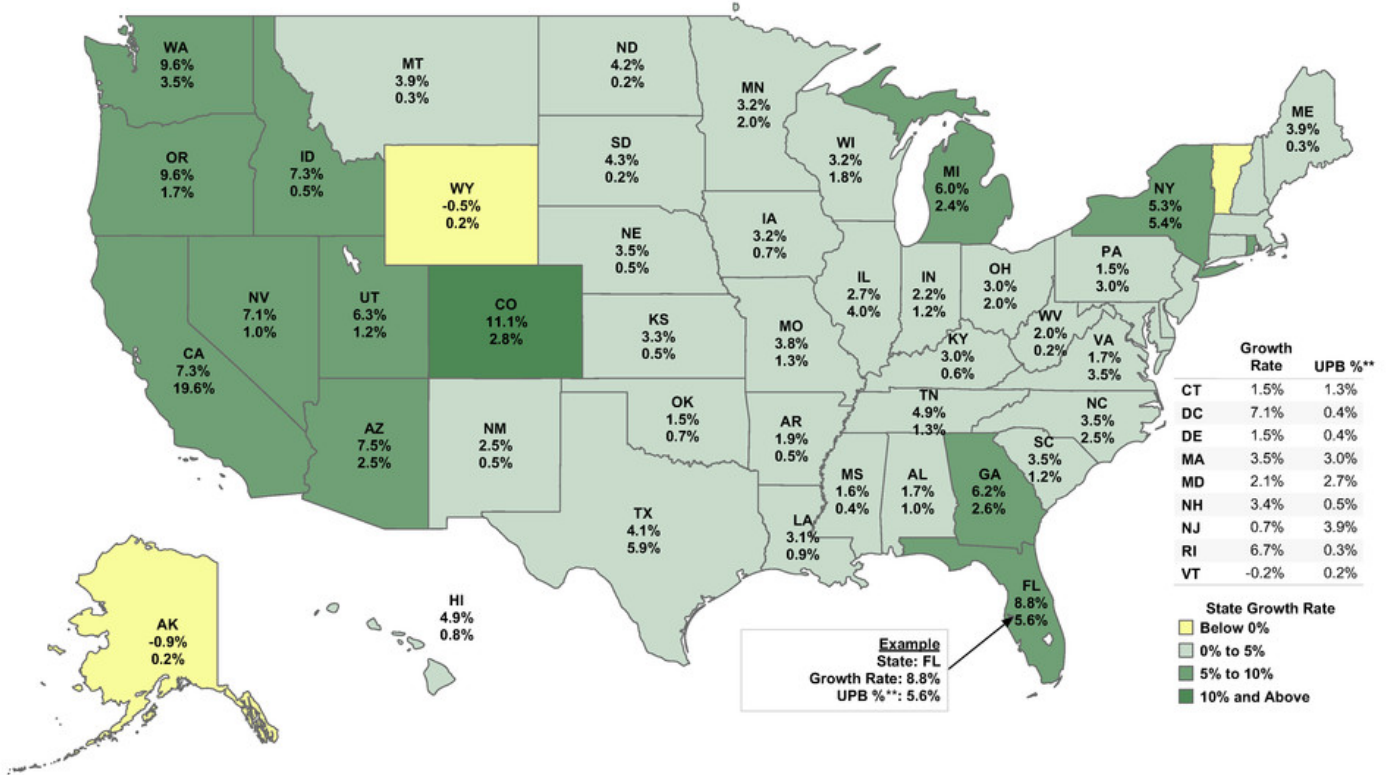 WA
9.6%
3.5%
MT
3.9%
0.3%
ND
4.2%
0.2%
MN
3.2%
2.0%
ME
3.9%
0.3%
OR
9.6%
1.7%
ID
7.3%
0.5%
SD
4.3%
0.2%
WI
3.2%
1.8%
MI
6.0%
2.4%
NY
5.3%
5.4%
WY
-0.5%
0.2%
NE
3.5%
0.5%
IA
3.2%
0.7%
IL
2.7%
4.0%
IN
2.2%
1.2%
OH
3.0%
2.0%
PA
1.5%
3.0%
NV
7.1%
1.0%
UT
6.3%
1.2%
CO
11.1%
2.8%
KS
3.3%
0.5%
MO
3.8%
1.3%
KY
3.0%
0.6%
WV
2.0%
0.2%
VA
1.7%
3.5%
CA
7.3%
19.6%
AZ
7.5%
2.5%
NM
2.5%
0.5%
OK
1.5%
0.7%
AR
1.9%
0.5%
TN
4.9%
1.3%
NC
3.5%
2.5%
SC
3.5%
1.2%
MS
1.6%
0.4%
AL
1.7%
1.0%
GA
6.2%
2.6%
TX
4.1%
5.9%
LA
3.1%
0.9%
FL
8.8%
5.6%
HI
4.9%
0.8%
AK
-0.9%
0.2%
Example
State: FL
Growth Rate: 8.8%
UPB %**: 5.6%
Growth
Rate UPB %**
CT 1.5% 1.3%
DC 7.1% 0.4%
DE 1.5% 0.4%
MA 3.5% 3.0%
MD 2.1% 2.7%
NH 3.4% 0.5%
NJ 0.7% 3.9%
RI 6.7% 0.3%
VT -0.2% 0.2%
State Growth Rate
Below 0%
0% to 5%
5% to 10%
10% and Above